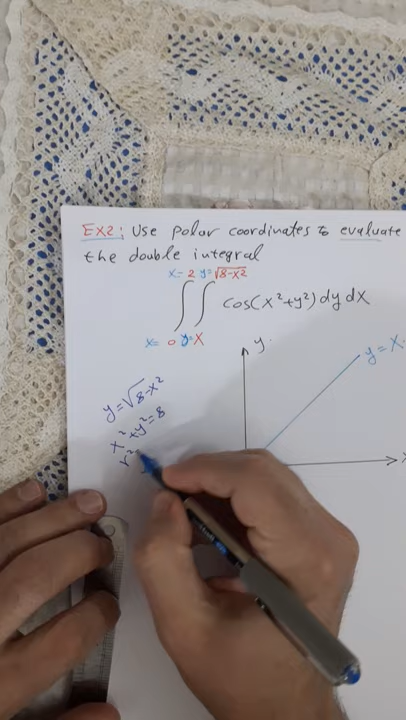 EX2: Use polar coordinates to evaluate
the double integral
x=2 y=√8-x²
∫∫ cos(x²+y²) dy dx
x=0 y=x
y
y=x
y=√8-x²
x²+y²=8
r²
x